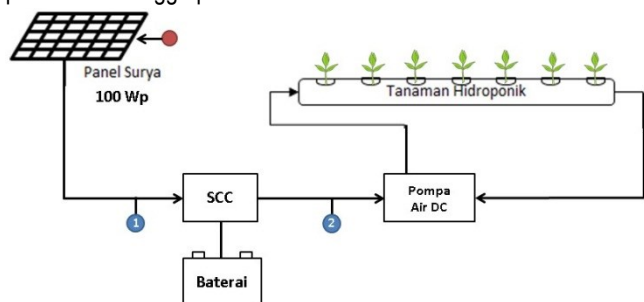 Panel Surya
100 Wp
Tanaman Hidroponik
SCC
Pompa
Air DC
1
2
Baterai